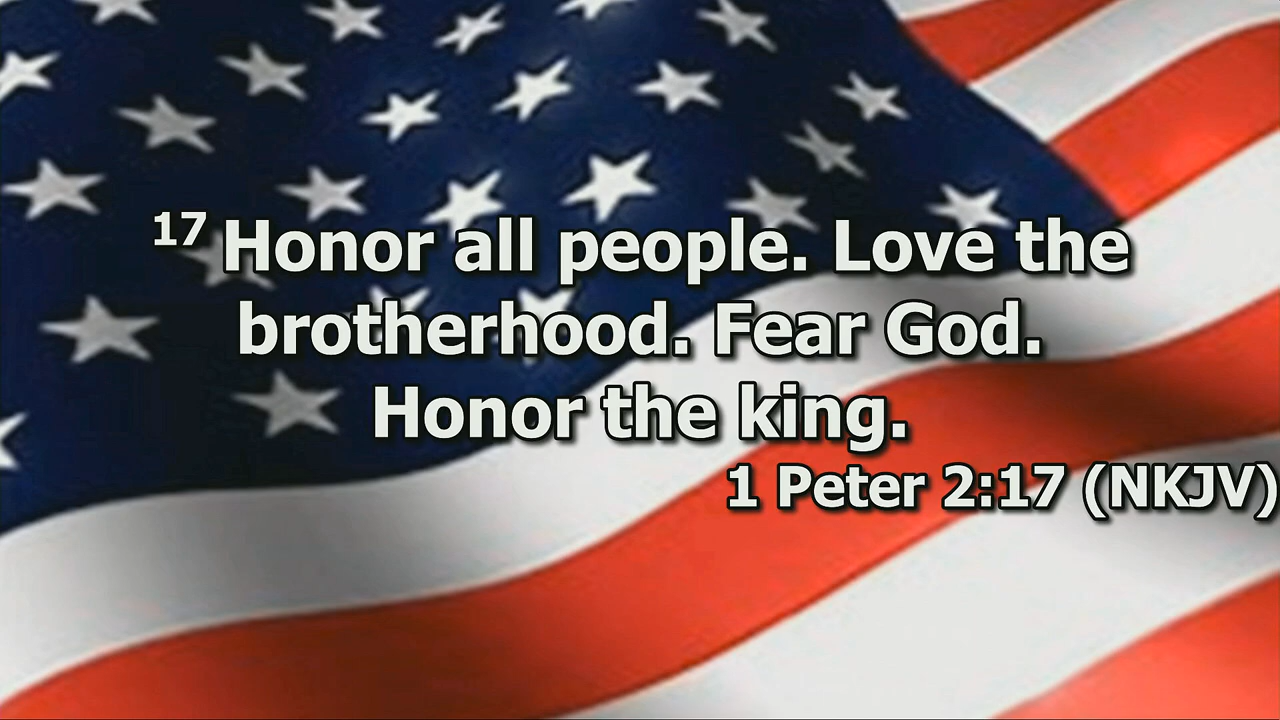 17 Honor all people. Love the
brotherhood. Fear God.
Honor the king.
1 Peter 2:17 (NKJV)